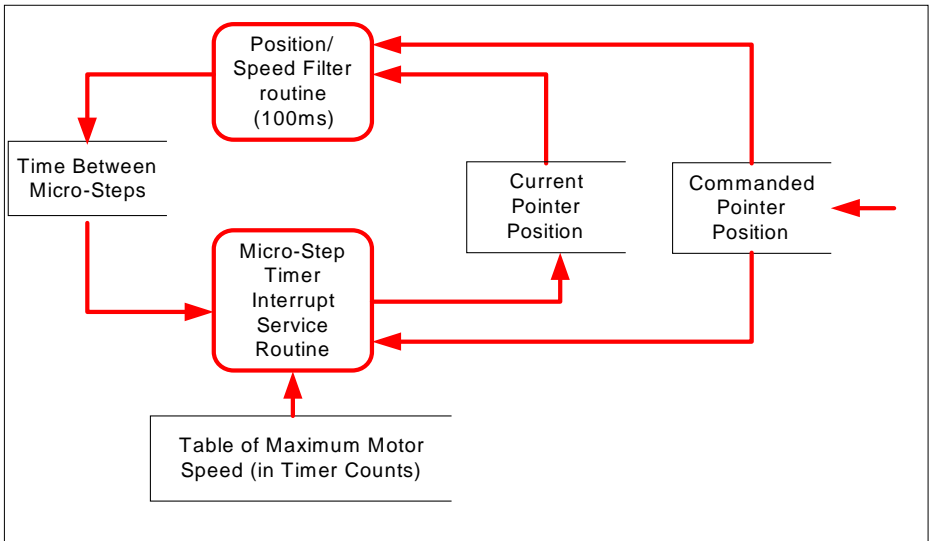 Position/
Speed Filter
routine
(100ms)
Time Between
Micro-Steps
Current
Pointer
Position
Commanded
Pointer
Position
Micro-Step
Timer
Interrupt
Service
Routine
Table of Maximum Motor
Speed (in Timer Counts)